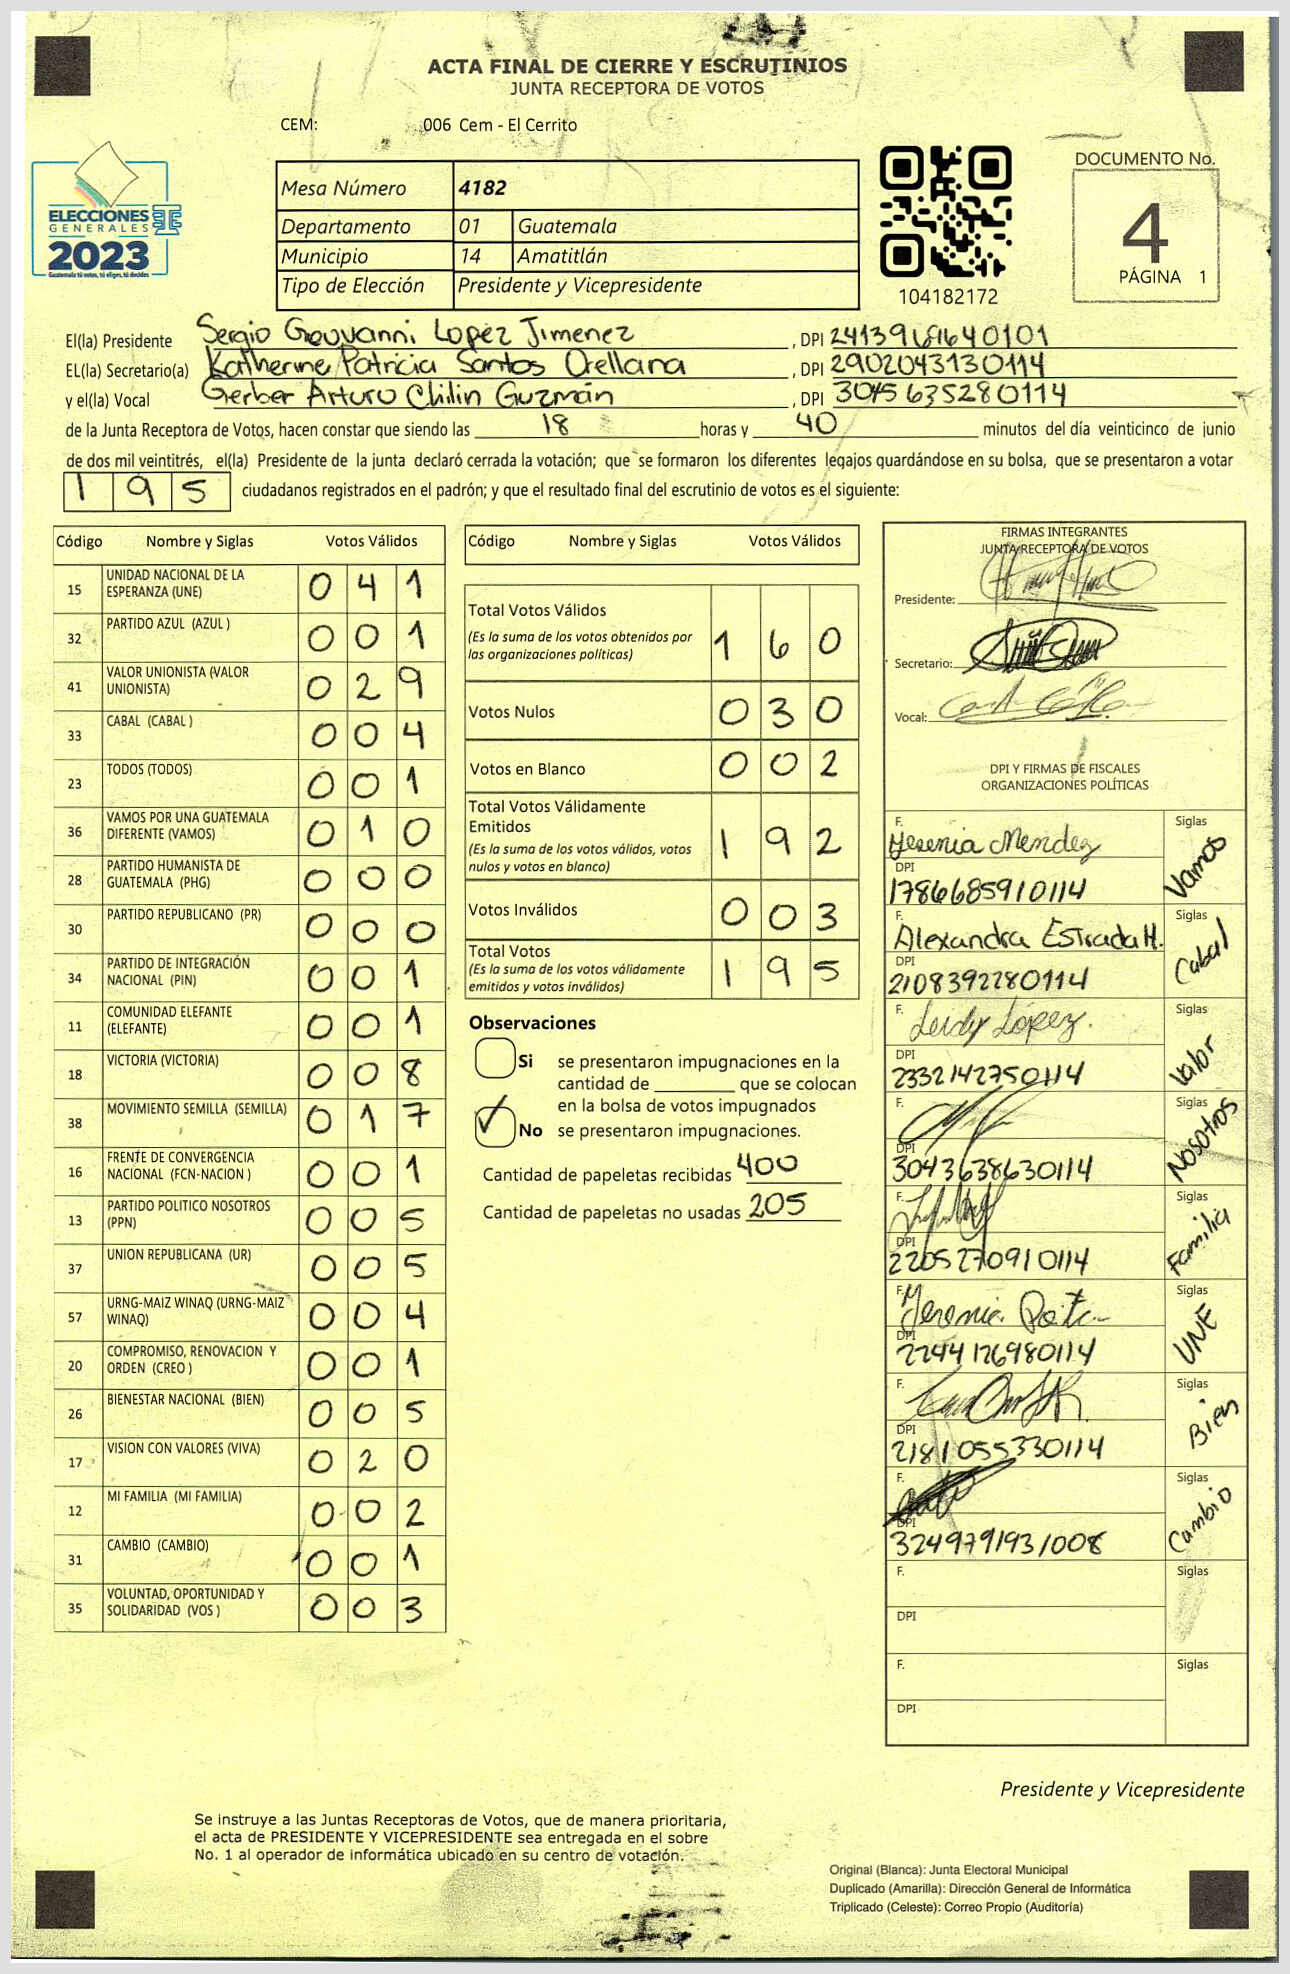 ACTA FINAL DE CIERRE Y ESCRUTINIOS
JUNTA RECEPTORA DE VOTOS
CEM: 006 Cem - El Cerrito
ELECCIONES
GENERALES
2023
Guatemala tú votas, tú eliges, tú decides
Mesa Número 4182
Departamento 01 Guatemala
Municipio 14 Amatitlán
Tipo de Elección Presidente y Vicepresidente
104182172
DOCUMENTO No.
4
PÁGINA 1
El(la) Presidente Sergio Geovanni Lopez Jimenez, DPI 2413968640101
EL(la) Secretario(a) Katherine Patricia Santos Orellana, DPI 2902043130114
y el(la) Vocal Gerber Arturo Chilin Guzmán, DPI 3045635280114
de la Junta Receptora de Votos, hacen constar que siendo las 18 horas y 40 minutos del día veinticinco de junio
de dos mil veintitrés, el(la) Presidente de la junta declaró cerrada la votación; que se formaron los diferentes legajos guardándose en su bolsa, que se presentaron a votar
195 ciudadanos registrados en el padrón; y que el resultado final del escrutinio de votos es el siguiente:
Código Nombre y Siglas Votos Válidos
15 UNIDAD NACIONAL DE LA ESPERANZA (UNE) 0 4 1
32 PARTIDO AZUL (AZUL ) 0 0 1
41 VALOR UNIONISTA (VALOR UNIONISTA) 0 2 9
33 CABAL (CABAL ) 0 0 4
23 TODOS (TODOS) 0 0 1
36 VAMOS POR UNA GUATEMALA DIFERENTE (VAMOS) 0 1 0
28 PARTIDO HUMANISTA DE GUATEMALA (PHG) 0 0 0
30 PARTIDO REPUBLICANO (PR) 0 0 0
34 PARTIDO DE INTEGRACIÓN NACIONAL (PIN) 0 0 1
11 COMUNIDAD ELEFANTE (ELEFANTE) 0 0 1
18 VICTORIA (VICTORIA) 0 0 8
38 MOVIMIENTO SEMILLA (SEMILLA) 0 1 7
16 FRENTE DE CONVERGENCIA NACIONAL (FCN-NACION ) 0 0 1
13 PARTIDO POLITICO NOSOTROS (PPN) 0 0 5
37 UNION REPUBLICANA (UR) 0 0 5
57 URNG-MAIZ WINAQ (URNG-MAIZ WINAQ) 0 0 4
20 COMPROMISO, RENOVACION Y ORDEN (CREO ) 0 0 1
26 BIENESTAR NACIONAL (BIEN) 0 0 5
17 VISION CON VALORES (VIVA) 0 2 0
12 MI FAMILIA (MI FAMILIA) 0 0 2
31 CAMBIO (CAMBIO) 0 0 1
35 VOLUNTAD, OPORTUNIDAD Y SOLIDARIDAD (VOS ) 0 0 3
Código Nombre y Siglas Votos Válidos
Total Votos Válidos 1 6 0
(Es la suma de los votos obtenidos por
las organizaciones políticas)
Votos Nulos 0 3 0
Votos en Blanco 0 0 2
Total Votos Válidamente
Emitidos 1 9 2
(Es la suma de los votos válidos, votos
nulos y votos en blanco)
Votos Inválidos 0 0 3
Total Votos 1 9 5
(Es la suma de los votos válidamente
emitidos y votos inválidos)
Observaciones
Si se presentaron impugnaciones en la
cantidad de ________ que se colocan
en la bolsa de votos impugnados
✓ No se presentaron impugnaciones.
Cantidad de papeletas recibidas 400
Cantidad de papeletas no usadas 205
FIRMAS INTEGRANTES
JUNTA RECEPTORA DE VOTOS
Presidente:
Secretario:
Vocal:
DPI Y FIRMAS DE FISCALES
ORGANIZACIONES POLÍTICAS
F. Yesenia Mendez Siglas Vamos
DPI 1786685910114
F. Alexandra Estrada H. Siglas Cabal
DPI 2108392280114
F. Leidy López. Siglas Valor
DPI 2332142750114
F. Siglas Nosotros
DPI 3043638630114
F. Siglas Familia
DPI 2205270910114
F. Siglas UNE
DPI 2244126980114
F. Siglas Bien
DPI 2181055330114
F. Siglas Cambio
DPI 3249791931008
F. Siglas
DPI
F. Siglas
DPI
Presidente y Vicepresidente
Se instruye a las Juntas Receptoras de Votos, que de manera prioritaria,
el acta de PRESIDENTE Y VICEPRESIDENTE sea entregada en el sobre
No. 1 al operador de informática ubicado en su centro de votación.
Original (Blanca): Junta Electoral Municipal
Duplicado (Amarilla): Dirección General de Informática
Triplicado (Celeste): Correo Propio (Auditoría)